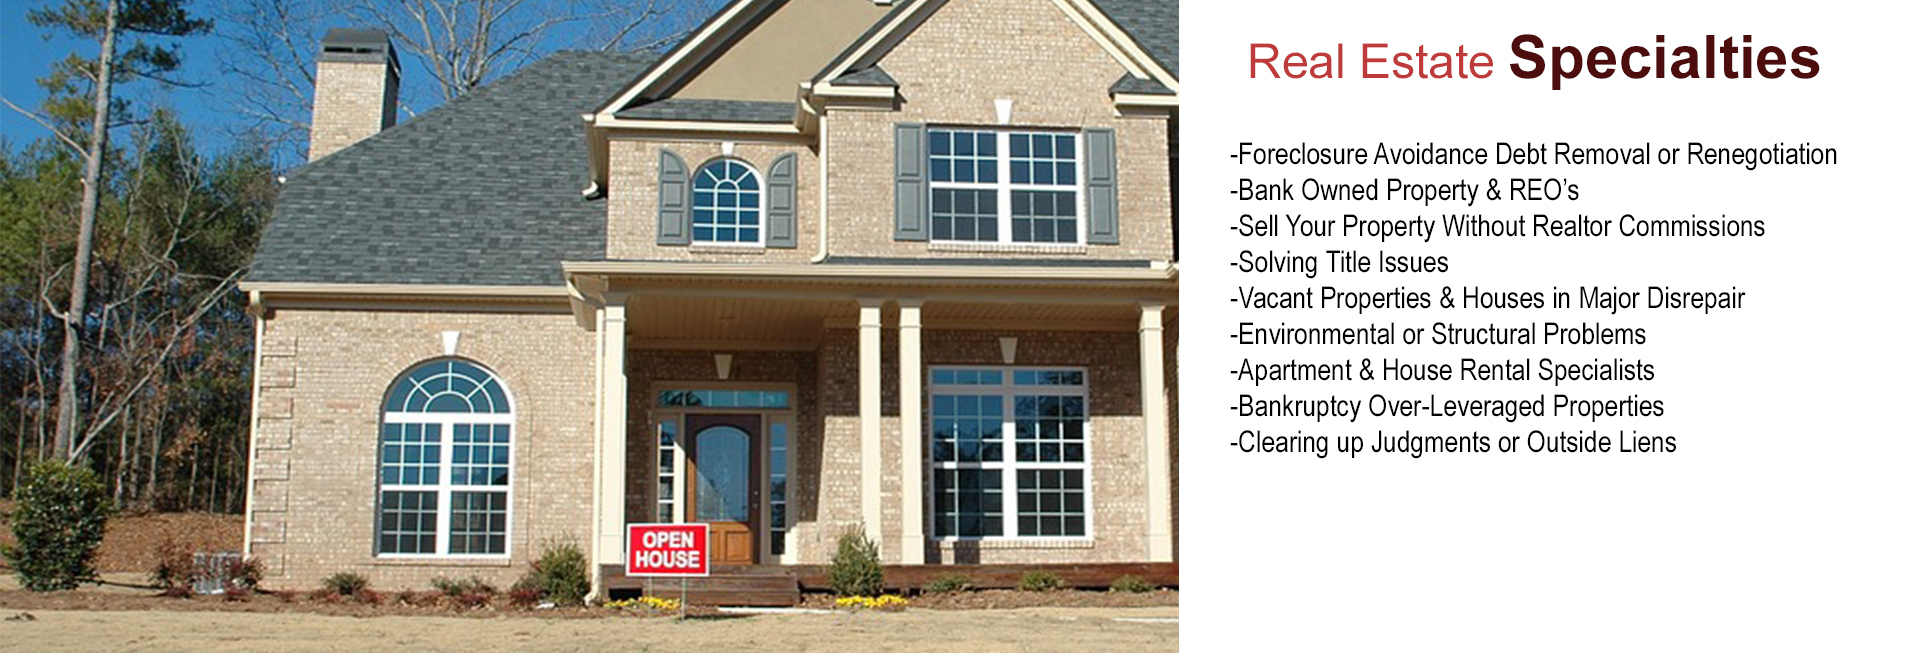 Real Estate Specialties
-Foreclosure Avoidance Debt Removal or Renegotiation
-Bank Owned Property & REO’s
-Sell Your Property Without Realtor Commissions
-Solving Title Issues
-Vacant Properties & Houses in Major Disrepair
-Environmental or Structural Problems
-Apartment & House Rental Specialists
-Bankruptcy Over-Leveraged Properties
-Clearing up Judgments or Outside Liens
OPEN
HOUSE